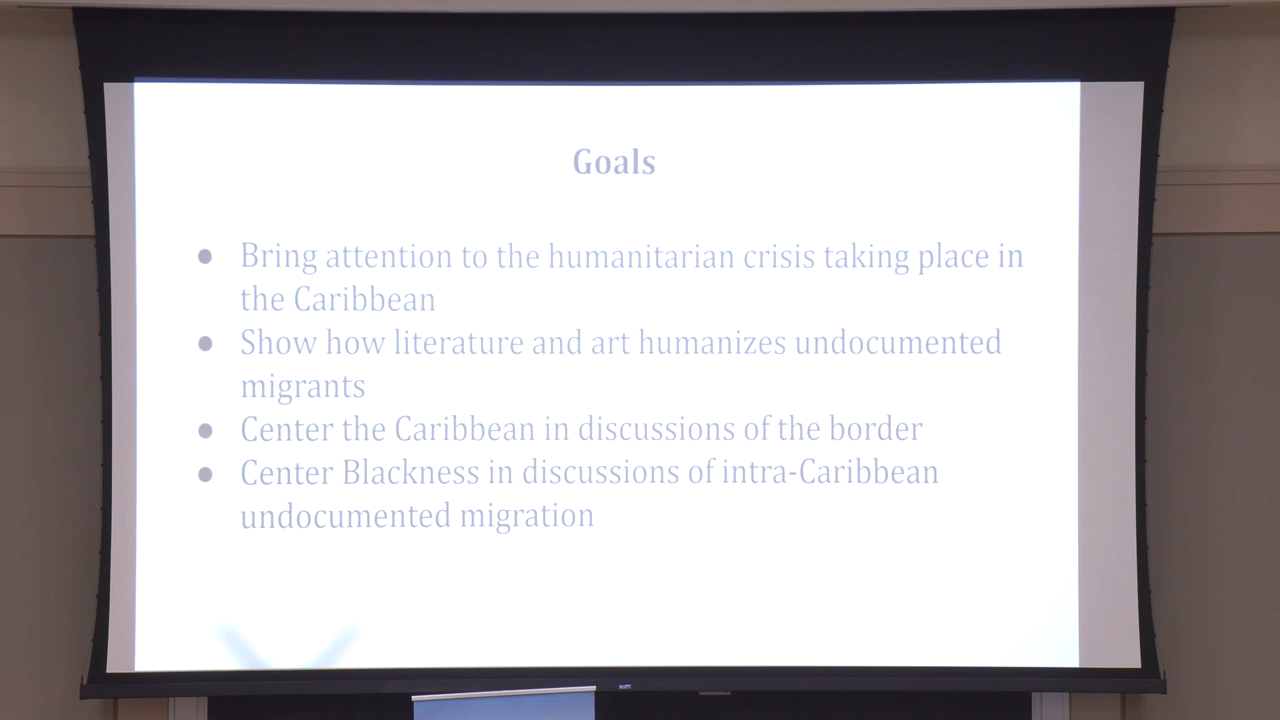 Goals
● Bring attention to the humanitarian crisis taking place in
the Caribbean
● Show how literature and art humanizes undocumented
migrants
● Center the Caribbean in discussions of the border
● Center Blackness in discussions of intra-Caribbean
undocumented migration